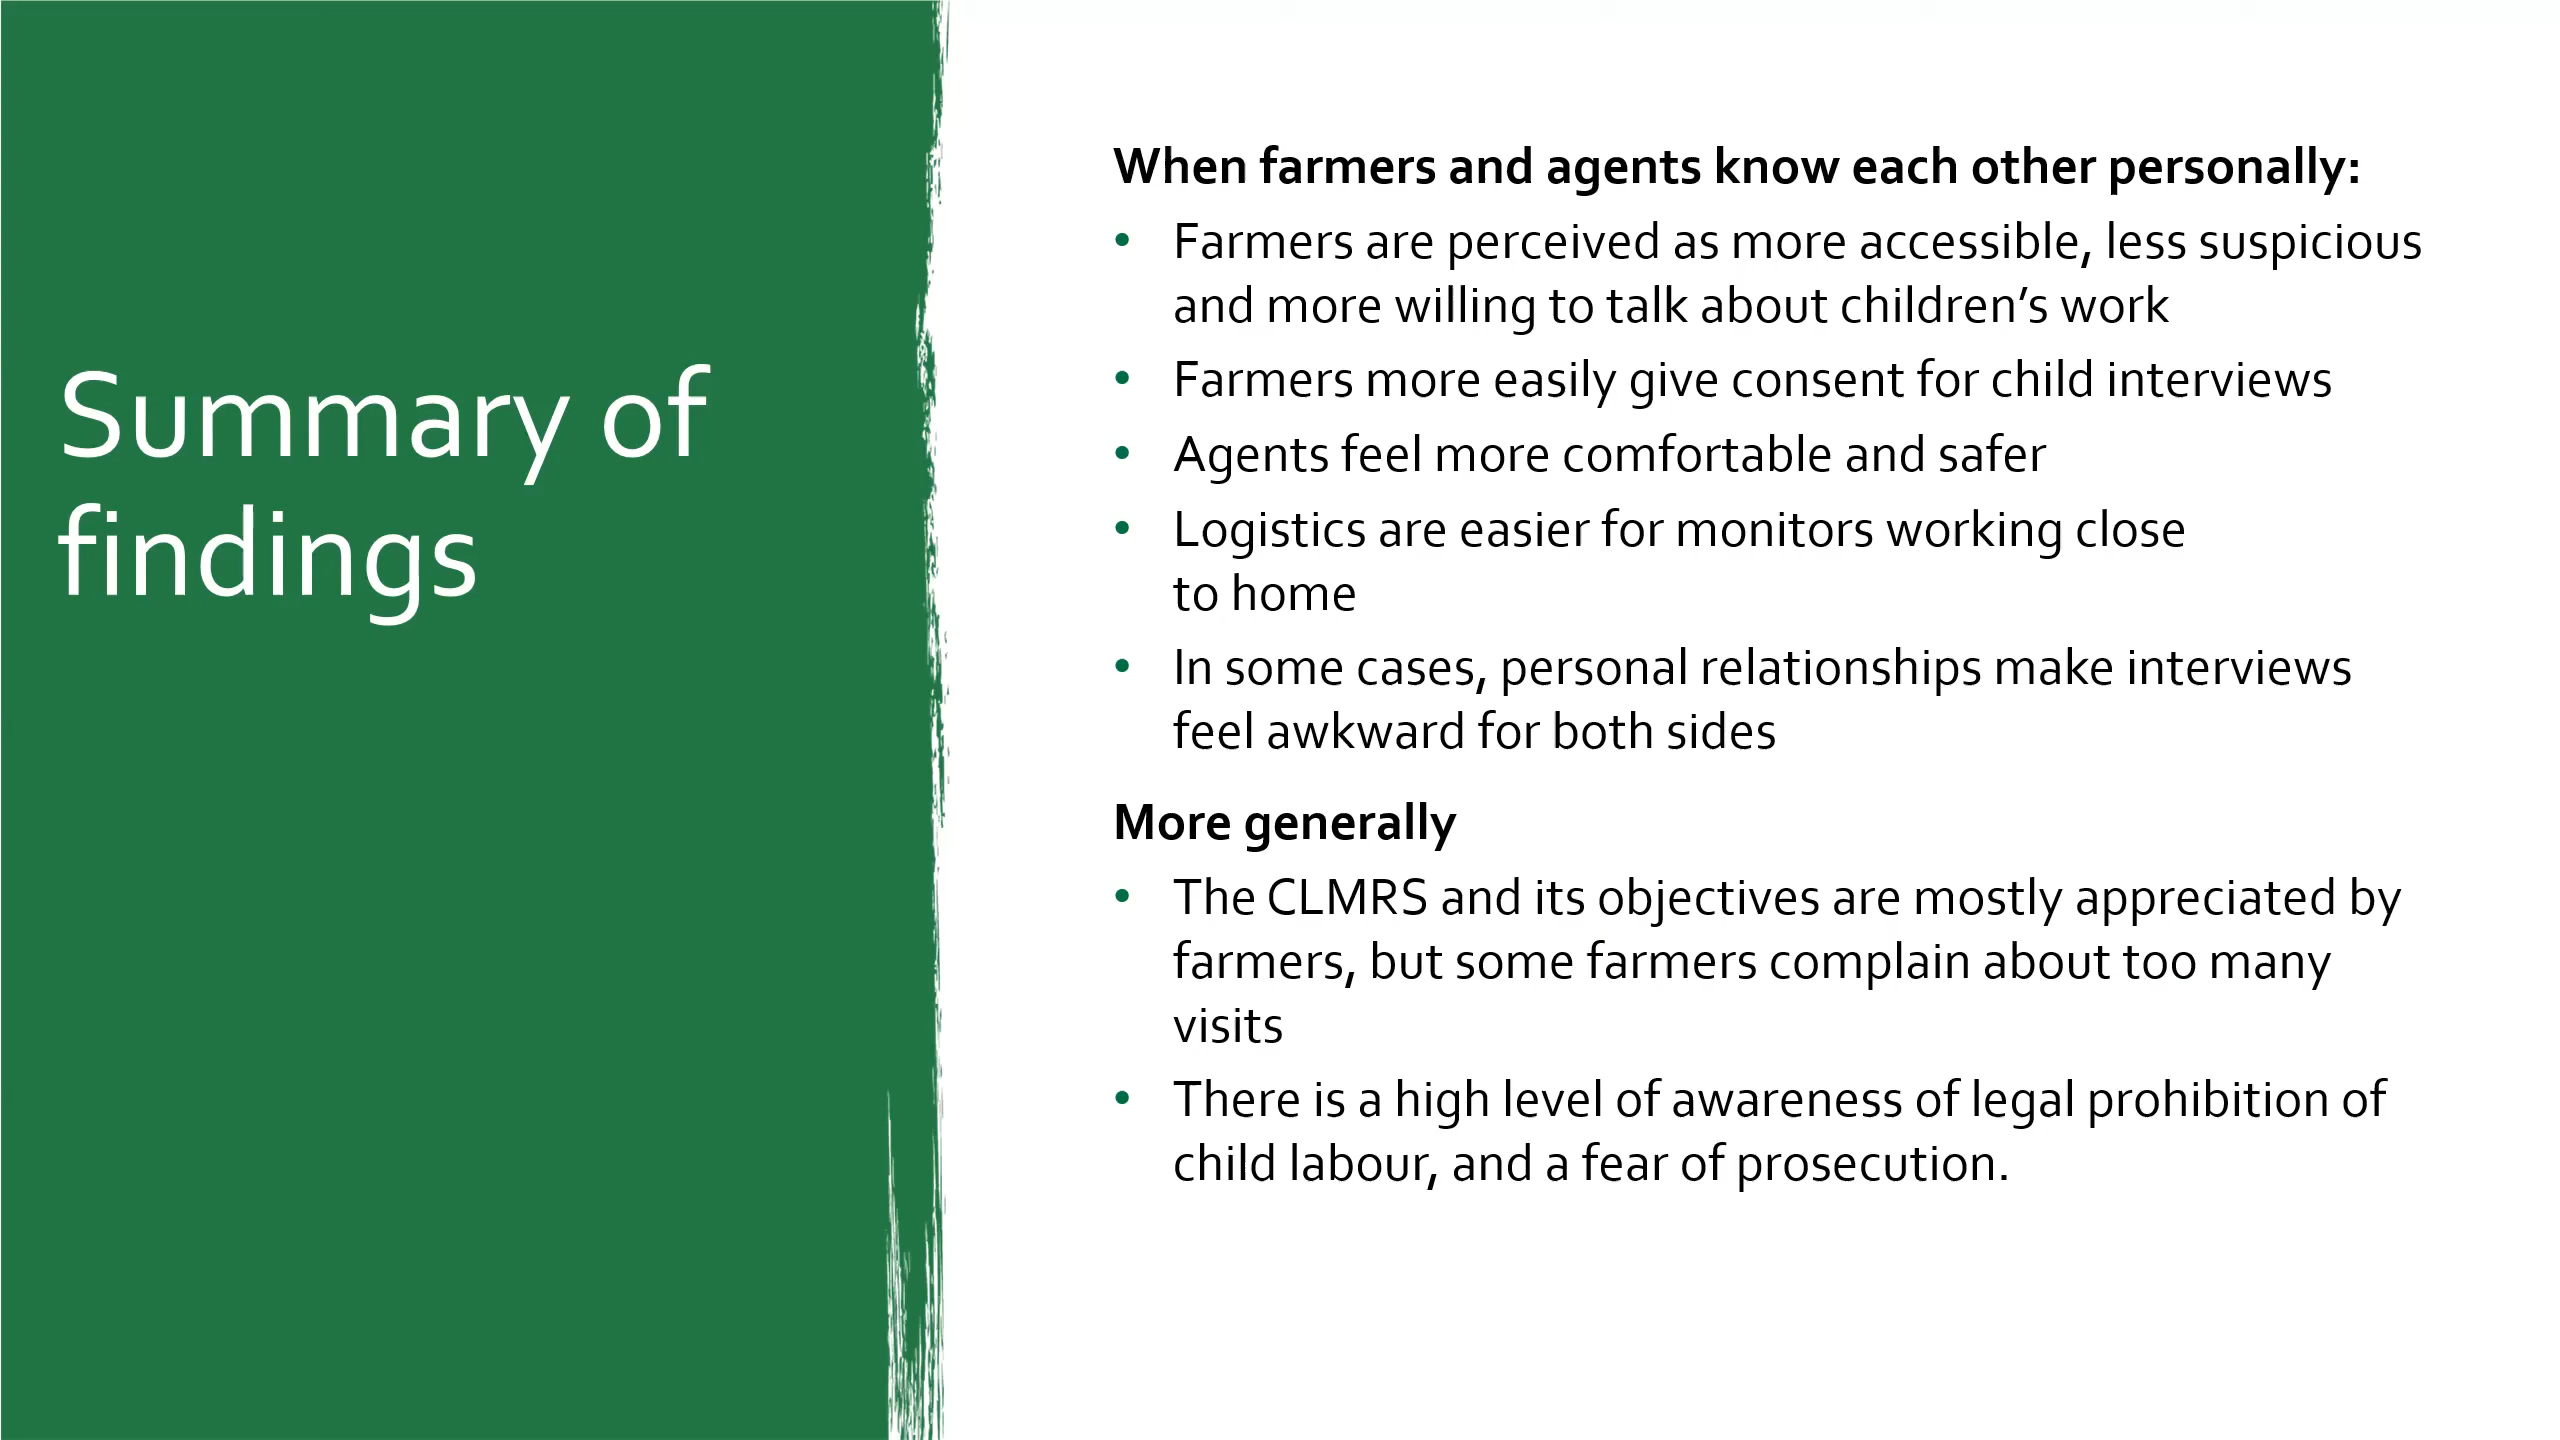 Summary of
findings
When farmers and agents know each other personally:
• Farmers are perceived as more accessible, less suspicious
and more willing to talk about children’s work
• Farmers more easily give consent for child interviews
• Agents feel more comfortable and safer
• Logistics are easier for monitors working close
to home
• In some cases, personal relationships make interviews
feel awkward for both sides
More generally
• The CLMRS and its objectives are mostly appreciated by
farmers, but some farmers complain about too many
visits
• There is a high level of awareness of legal prohibition of
child labour, and a fear of prosecution.